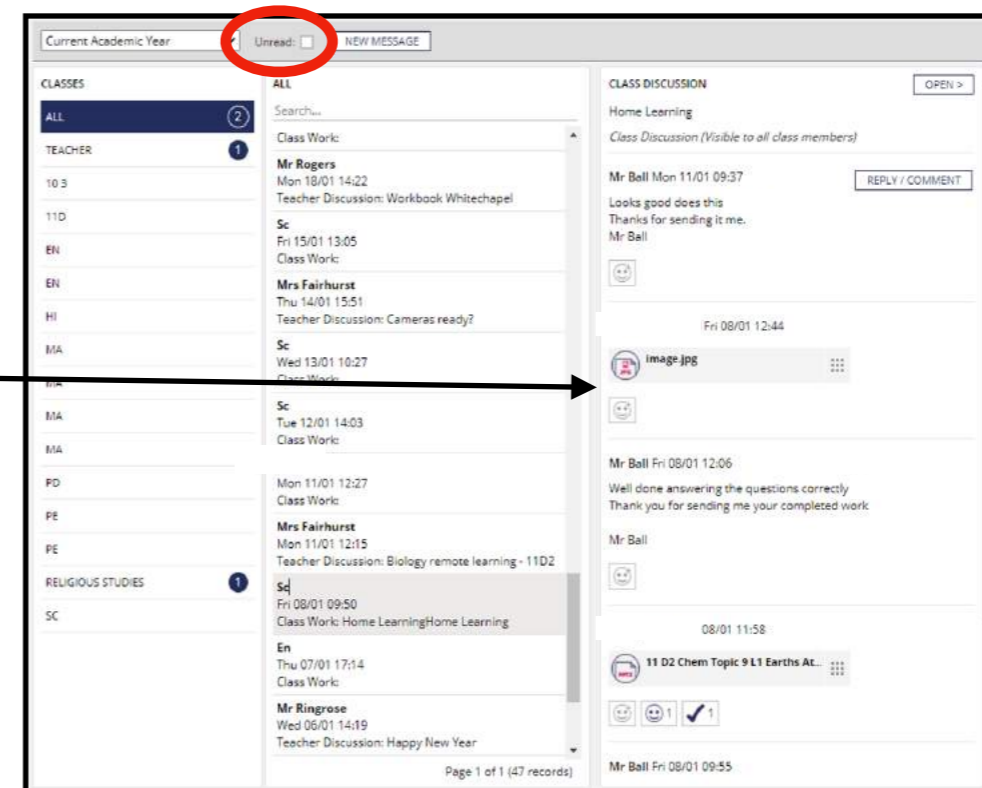 Current Academic Year
Unread:
NEW MESSAGE
CLASSES
ALL
2
TEACHER
1
10 3
11D
EN
EN
HI
MA
MA
MA
MA
PD
PE
PE
RELIGIOUS STUDIES
1
SC
ALL
Search...
Class Work:
Mr Rogers
Mon 18/01 14:22
Teacher Discussion: Workbook Whitechapel
Sc
Fri 15/01 13:05
Class Work:
Mrs Fairhurst
Thu 14/01 15:51
Teacher Discussion: Cameras ready?
Sc
Wed 13/01 10:27
Class Work:
Sc
Tue 12/01 14:03
Class Work:
Mon 11/01 12:27
Class Work:
Mrs Fairhurst
Mon 11/01 12:15
Teacher Discussion: Biology remote learning - 11D2
Sc
Fri 08/01 09:50
Class Work: Home LearningHome Learning
En
Thu 07/01 17:14
Class Work:
Mr Ringrose
Wed 06/01 14:19
Teacher Discussion: Happy New Year
Page 1 of 1 (47 records)
CLASS DISCUSSION
OPEN >
Home Learning
Class Discussion (Visible to all class members)
Mr Ball Mon 11/01 09:37
REPLY / COMMENT
Looks good does this
Thanks for sending it me.
Mr Ball
Fri 08/01 12:44
image.jpg
Mr Ball Fri 08/01 12:06
Well done answering the questions correctly
Thank you for sending me your completed work
Mr Ball
08/01 11:58
11 D2 Chem Topic 9 L1 Earths At...
1
1
Mr Ball Fri 08/01 09:55